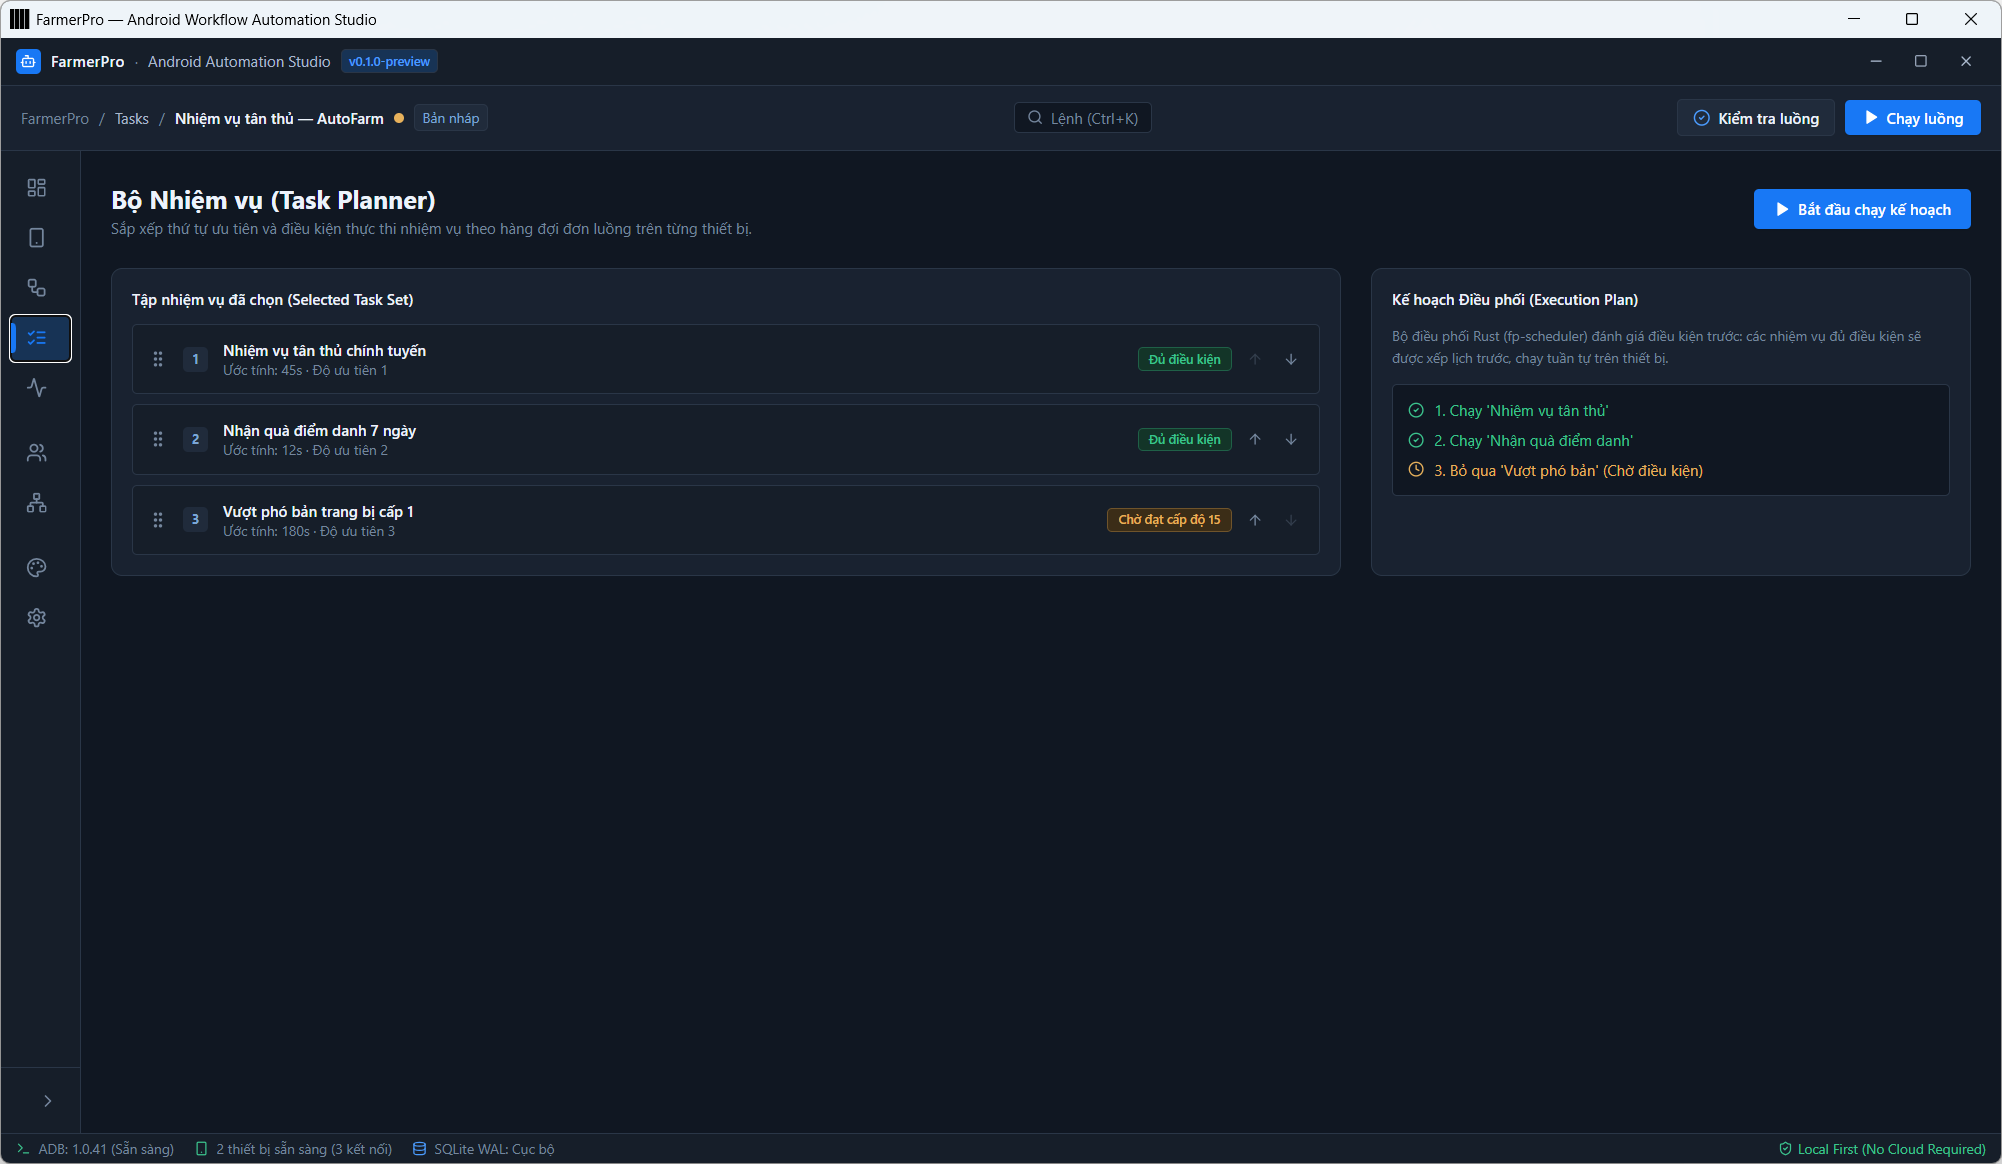 FarmerPro — Android Workflow Automation Studio
FarmerPro · Android Automation Studio v0.1.0-preview
FarmerPro / Tasks / Nhiệm vụ tân thủ — AutoFarm Bản nháp
Lệnh (Ctrl+K)
Kiểm tra luồng
Chạy luồng
Bộ Nhiệm vụ (Task Planner)
Sắp xếp thứ tự ưu tiên và điều kiện thực thi nhiệm vụ theo hàng đợi đơn luồng trên từng thiết bị.
Bắt đầu chạy kế hoạch
Tập nhiệm vụ đã chọn (Selected Task Set)
1
Nhiệm vụ tân thủ chính tuyến
Ước tính: 45s · Độ ưu tiên 1
Đủ điều kiện
2
Nhận quà điểm danh 7 ngày
Ước tính: 12s · Độ ưu tiên 2
Đủ điều kiện
3
Vượt phó bản trang bị cấp 1
Ước tính: 180s · Độ ưu tiên 3
Chờ đạt cấp độ 15
Kế hoạch Điều phối (Execution Plan)
Bộ điều phối Rust (fp-scheduler) đánh giá điều kiện trước: các nhiệm vụ đủ điều kiện sẽ
được xếp lịch trước, chạy tuần tự trên thiết bị.
1. Chạy 'Nhiệm vụ tân thủ'
2. Chạy 'Nhận quà điểm danh'
3. Bỏ qua 'Vượt phó bản' (Chờ điều kiện)
ADB: 1.0.41 (Sẵn sàng)
2 thiết bị sẵn sàng (3 kết nối)
SQLite WAL: Cục bộ
Local First (No Cloud Required)